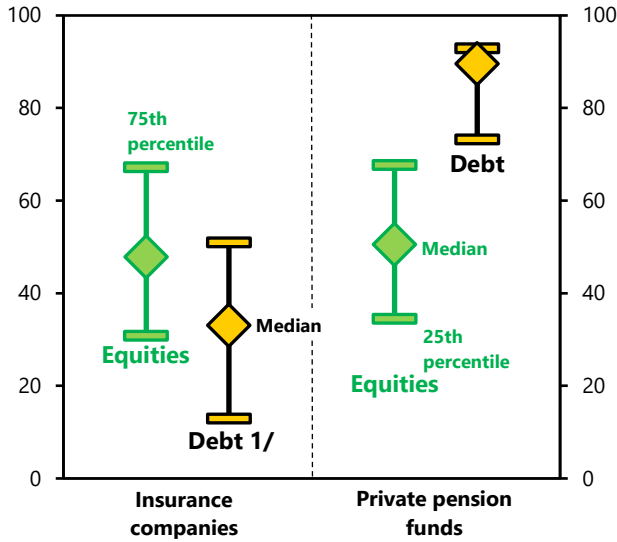 100
80
60
40
20
0
75th
percentile
Equities
Median
Debt 1/
Debt
Median
25th
percentile
Equities
100
80
60
40
20
0
Insurance
companies
Private pension
funds